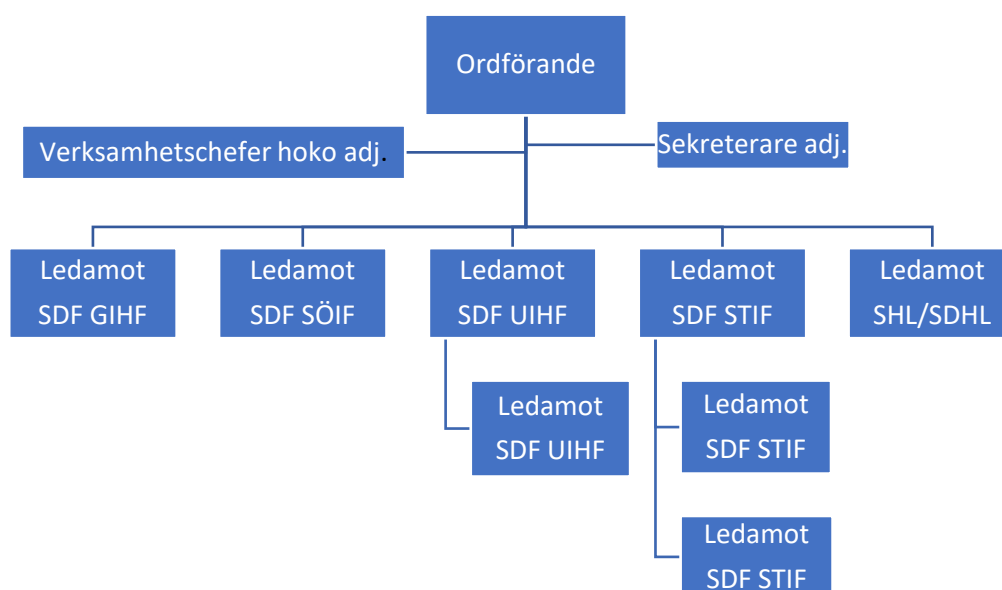 Ordförande
Verksamhetschefer hoko adj.
Sekreterare adj.
Ledamot
SDF GIHF
Ledamot
SDF SÖIF
Ledamot
SDF UIHF
Ledamot
SDF STIF
Ledamot
SHL/SDHL
Ledamot
SDF UIHF
Ledamot
SDF STIF
Ledamot
SDF STIF